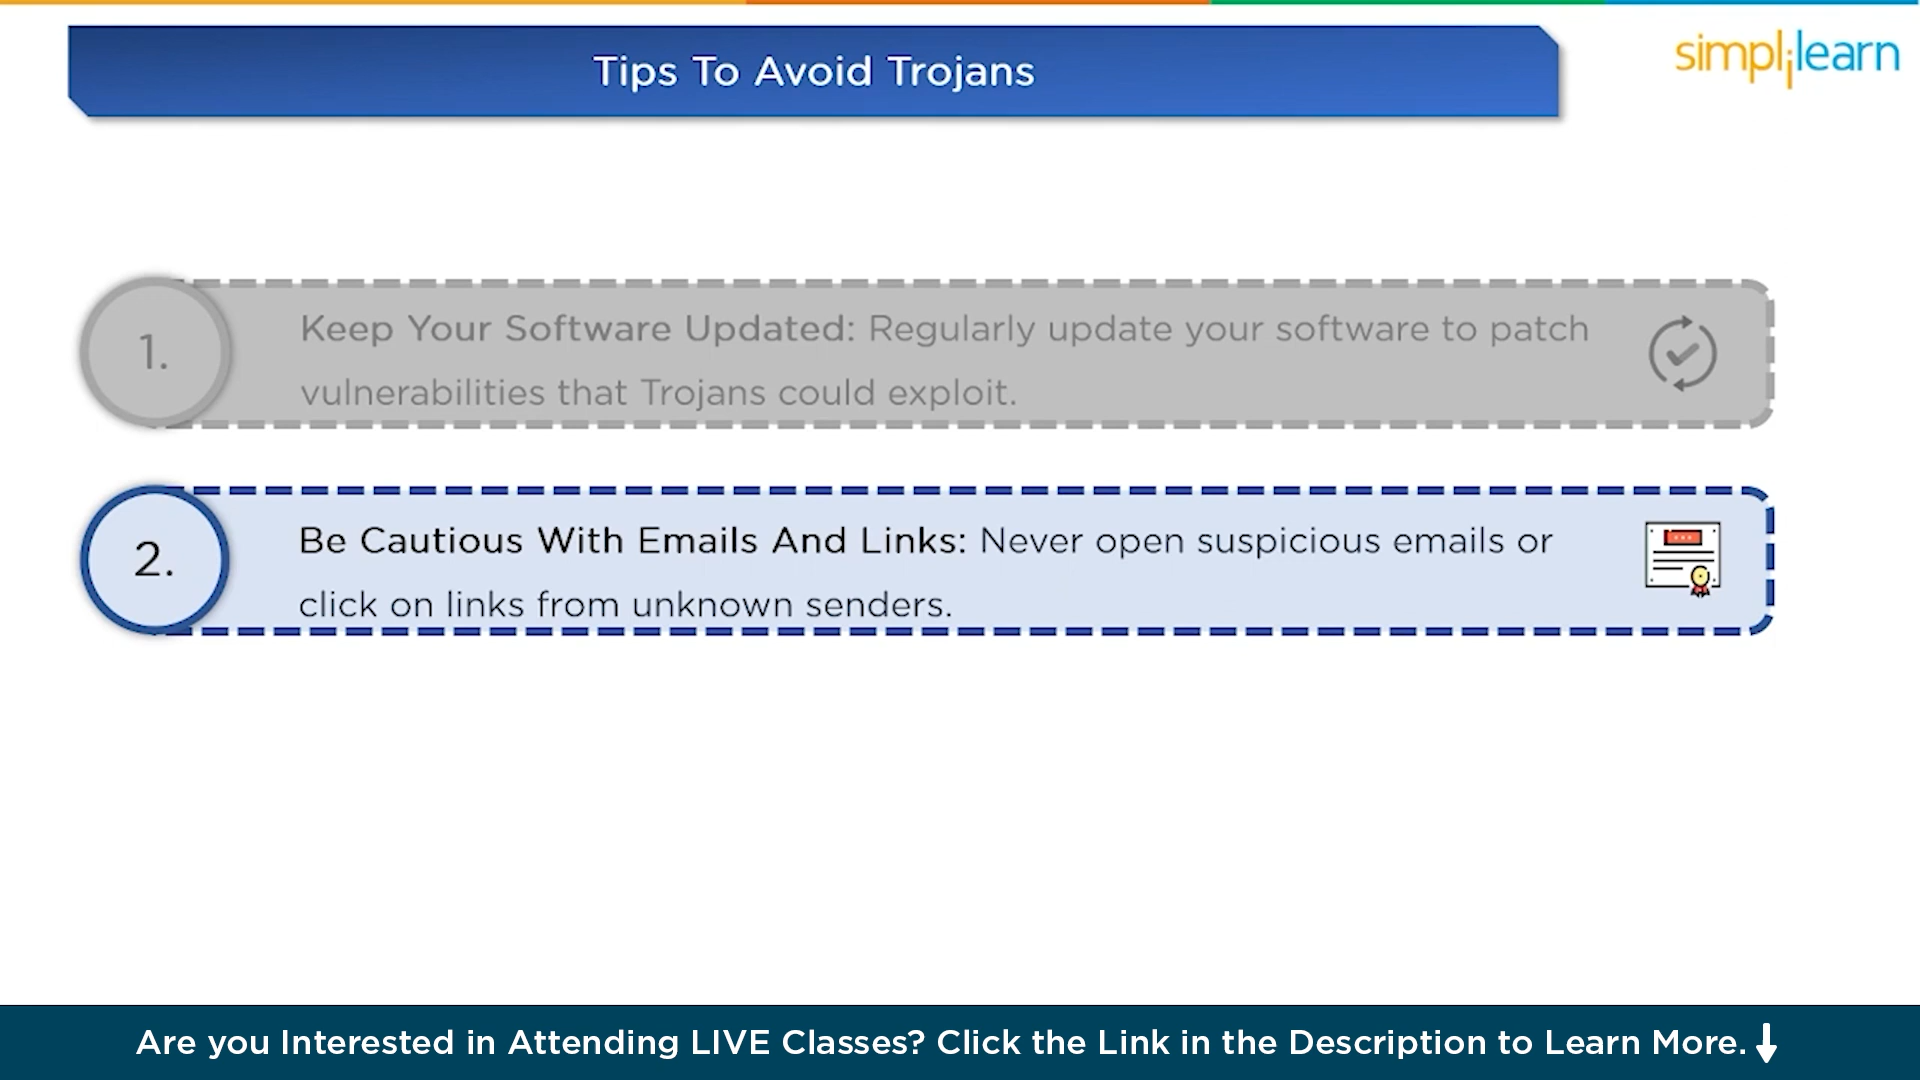 Tips To Avoid Trojans
simplilearn
1.
Keep Your Software Updated: Regularly update your software to patch
vulnerabilities that Trojans could exploit.
2.
Be Cautious With Emails And Links: Never open suspicious emails or
click on links from unknown senders.
Are you Interested in Attending LIVE Classes? Click the Link in the Description to Learn More.